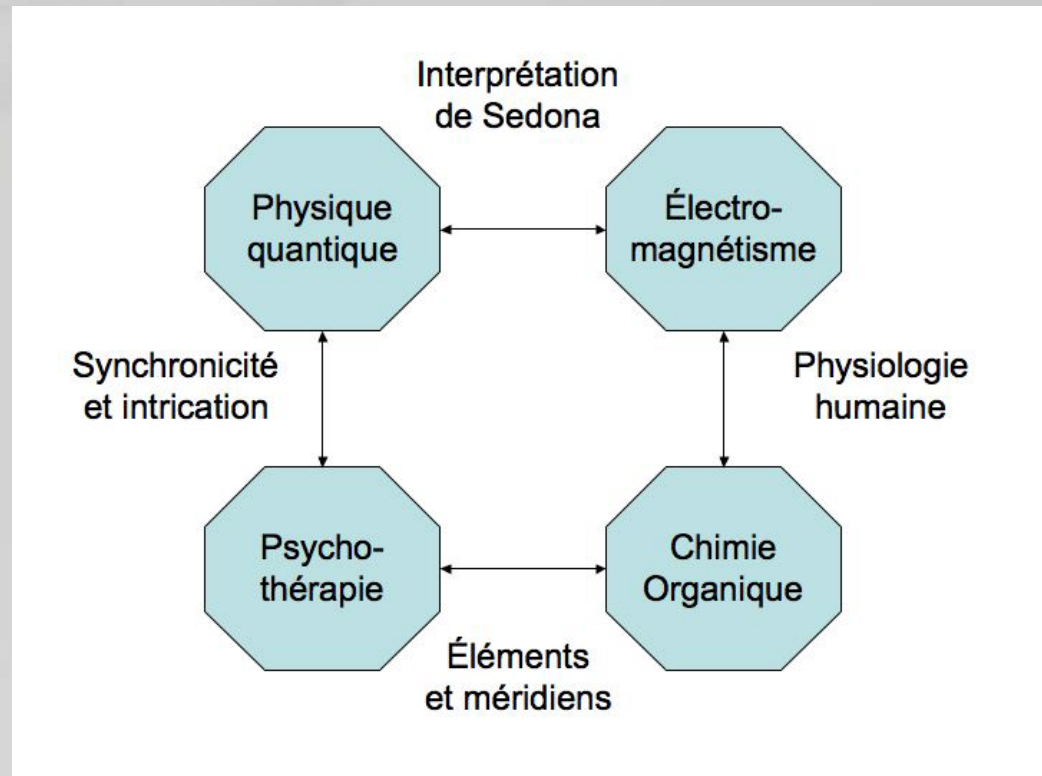 Interprétation
de Sedona
Physique
quantique
Électro-
magnétisme
Synchronicité
et intrication
Physiologie
humaine
Psycho-
thérapie
Chimie
Organique
Éléments
et méridiens